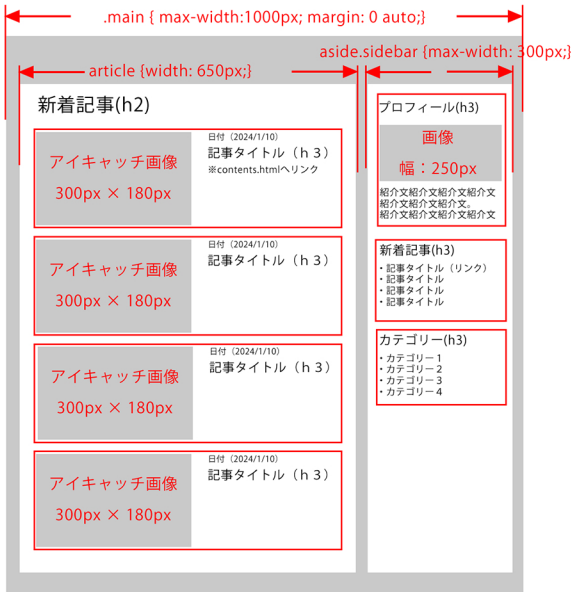 .main { max-width:1000px; margin: 0 auto;}
aside.sidebar {max-width: 300px;}
article {width: 650px;}
新着記事(h2)
アイキャッチ画像
300px × 180px
日付（2024/1/10）
記事タイトル（ｈ３）
※contents.htmlへリンク
アイキャッチ画像
300px × 180px
日付（2024/1/10）
記事タイトル（ｈ３）
アイキャッチ画像
300px × 180px
日付（2024/1/10）
記事タイトル（ｈ３）
アイキャッチ画像
300px × 180px
日付（2024/1/10）
記事タイトル（ｈ３）
プロフィール(h3)
画像
幅：250px
紹介文紹介文紹介文紹介文
紹介文紹介文紹介文。
紹介文紹介文紹介文紹介文
新着記事(h3)
・記事タイトル（リンク）
・記事タイトル
・記事タイトル
・記事タイトル
カテゴリー(h3)
・カテゴリー１
・カテゴリー２
・カテゴリー３
・カテゴリー４